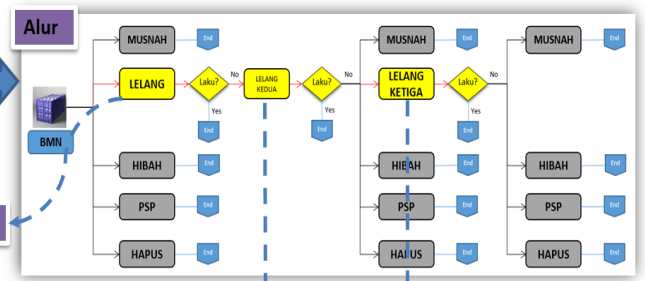 Alur
MUSNAH
End
MUSNAH
End
MUSNAH
End
LELANG
Laku?
No
LELANG
KEDUA
Laku?
No
LELANG
KETIGA
Laku?
No
Yes
End
Yes
End
Yes
End
BMN
HIBAH
End
HIBAH
End
HIBAH
End
PSP
End
PSP
End
PSP
End
HAPUS
End
HAPUS
End
HAPUS
End